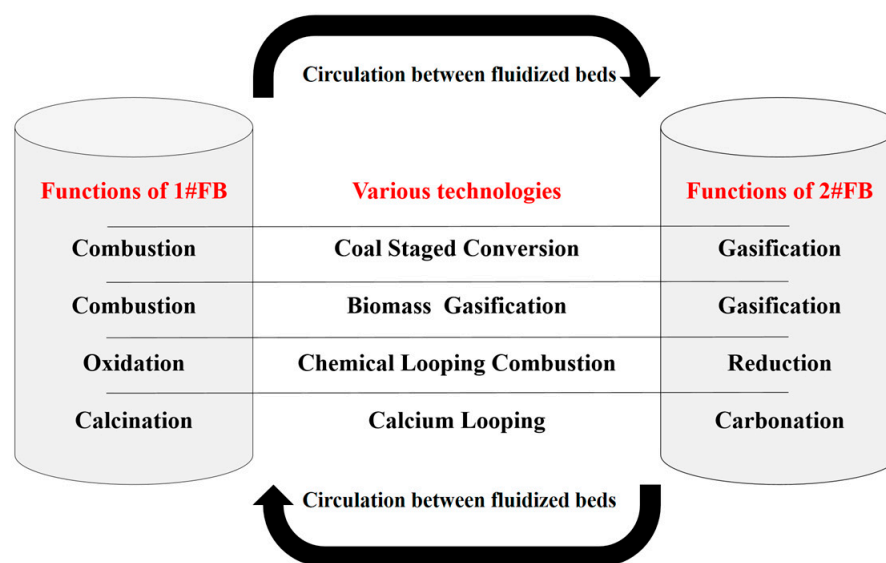 Circulation between fluidized beds
Functions of 1#FB Various technologies Functions of 2#FB
Combustion Coal Staged Conversion Gasification
Combustion Biomass Gasification Gasification
Oxidation Chemical Looping Combustion Reduction
Calcination Calcium Looping Carbonation
Circulation between fluidized beds